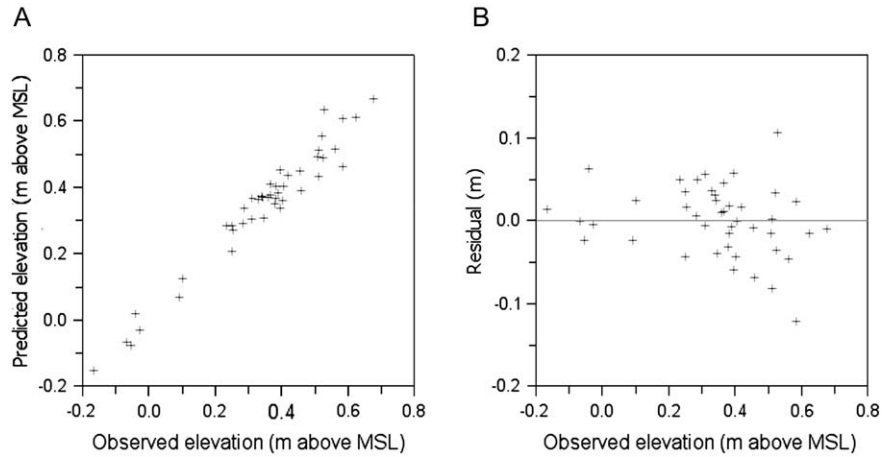 A
Predicted elevation (m above MSL)
0.8
0.6
0.4
0.2
0.0
-0.2
-0.2 0.0 0.2 0.4 0.6 0.8
Observed elevation (m above MSL)
B
Residual (m)
0.2
0.1
0.0
-0.1
-0.2
-0.2 0.0 0.2 0.4 0.6 0.8
Observed elevation (m above MSL)